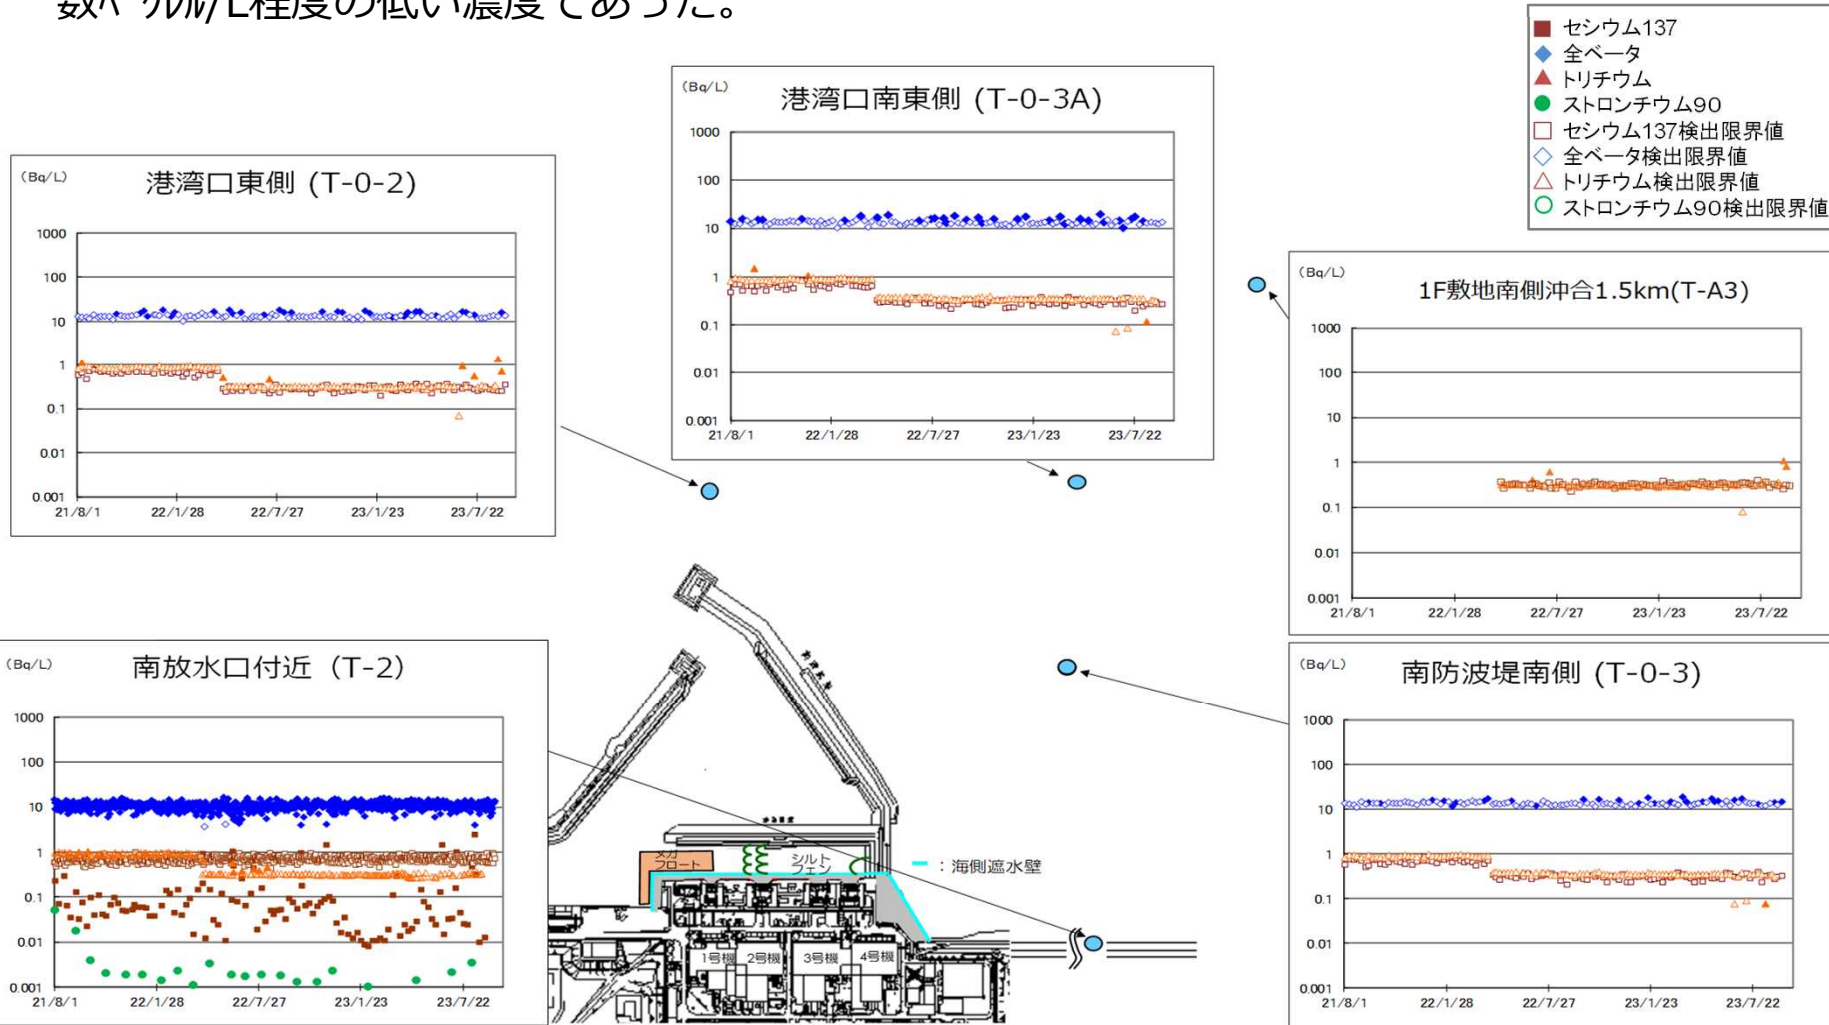 数ﾍﾞｸﾚﾙ/L程度の低い濃度であった。
セシウム137
全ベータ
トリチウム
ストロンチウム90
セシウム137検出限界値
全ベータ検出限界値
トリチウム検出限界値
ストロンチウム90検出限界値
(Bq/L)
港湾口東側 (T-0-2)
1000
100
10
1
0.1
0.01
0.001
21/8/1 22/1/28 22/7/27 23/1/23 23/7/22
(Bq/L)
港湾口南東側 (T-0-3A)
1000
100
10
1
0.1
0.01
0.001
21/8/1 22/1/28 22/7/27 23/1/23 23/7/22
(Bq/L)
1F敷地南側沖合1.5km(T-A3)
1000
100
10
1
0.1
0.01
0.001
21/8/1 22/1/28 22/7/27 23/1/23 23/7/22
(Bq/L)
南放水口付近 (T-2)
1000
100
10
1
0.1
0.01
0.001
21/8/1 22/1/28 22/7/27 23/1/23 23/7/22
メガ
フロート
シルト
フェン
：海側遮水壁
1号機 2号機 3号機 4号機
(Bq/L)
南防波堤南側 (T-0-3)
1000
100
10
1
0.1
0.01
0.001
21/8/1 22/1/28 22/7/27 23/1/23 23/7/22